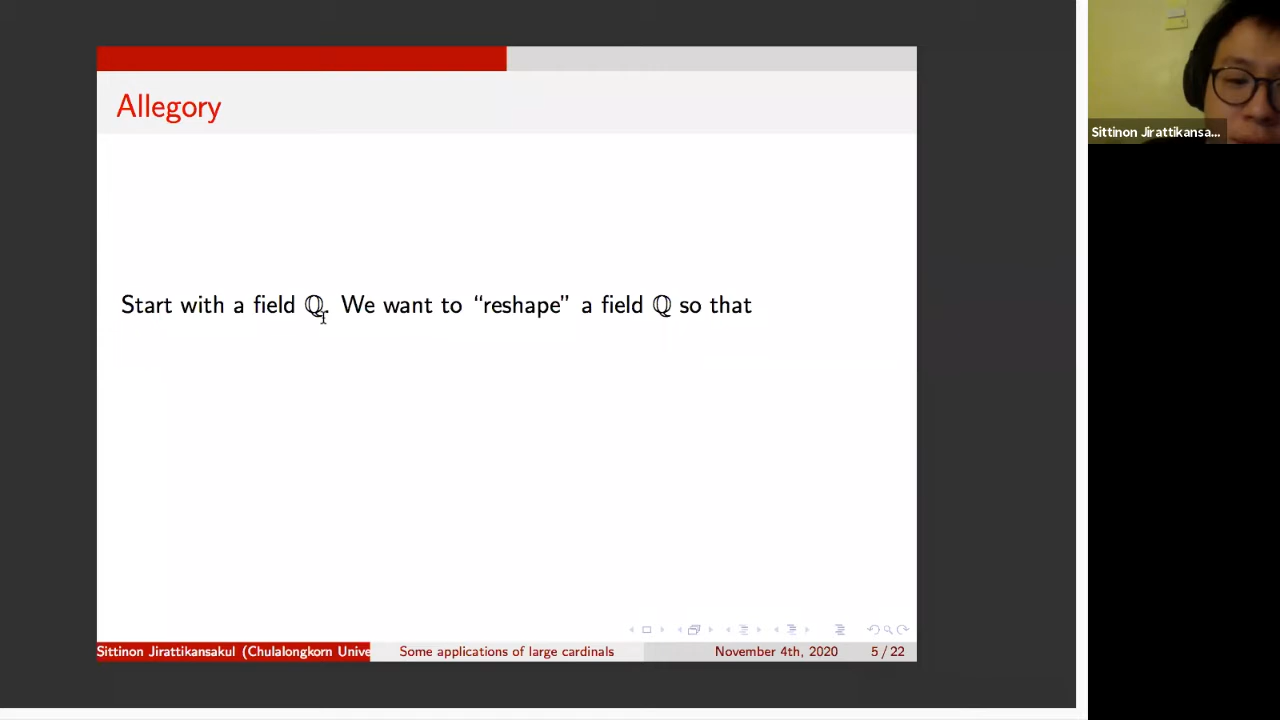 Allegory
Start with a field ℚ. We want to “reshape” a field ℚ so that
Sittinon Jirattikansakul (Chulalongkorn Unive
Some applications of large cardinals
November 4th, 2020
5 / 22
Sittinon Jirattikansa...